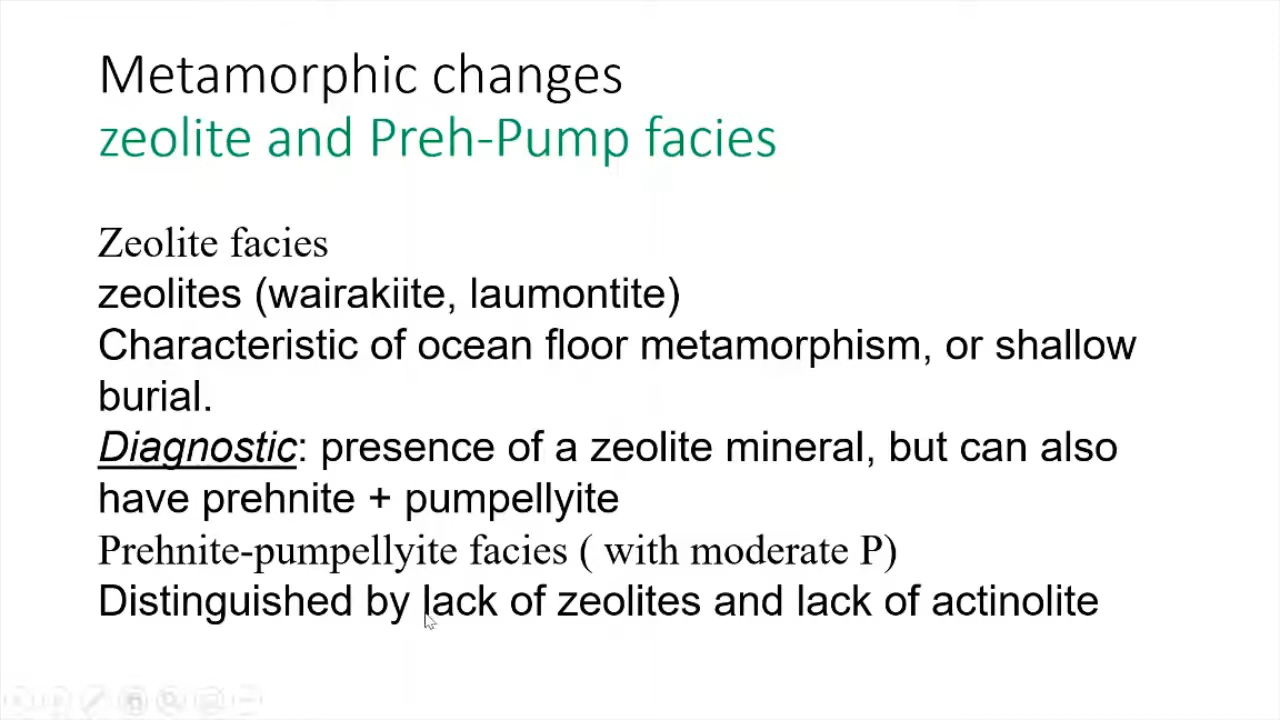 Metamorphic changes
zeolite and Preh-Pump facies
Zeolite facies
zeolites (wairakiite, laumontite)
Characteristic of ocean floor metamorphism, or shallow
burial.
Diagnostic: presence of a zeolite mineral, but can also
have prehnite + pumpellyite
Prehnite-pumpellyite facies ( with moderate P)
Distinguished by lack of zeolites and lack of actinolite